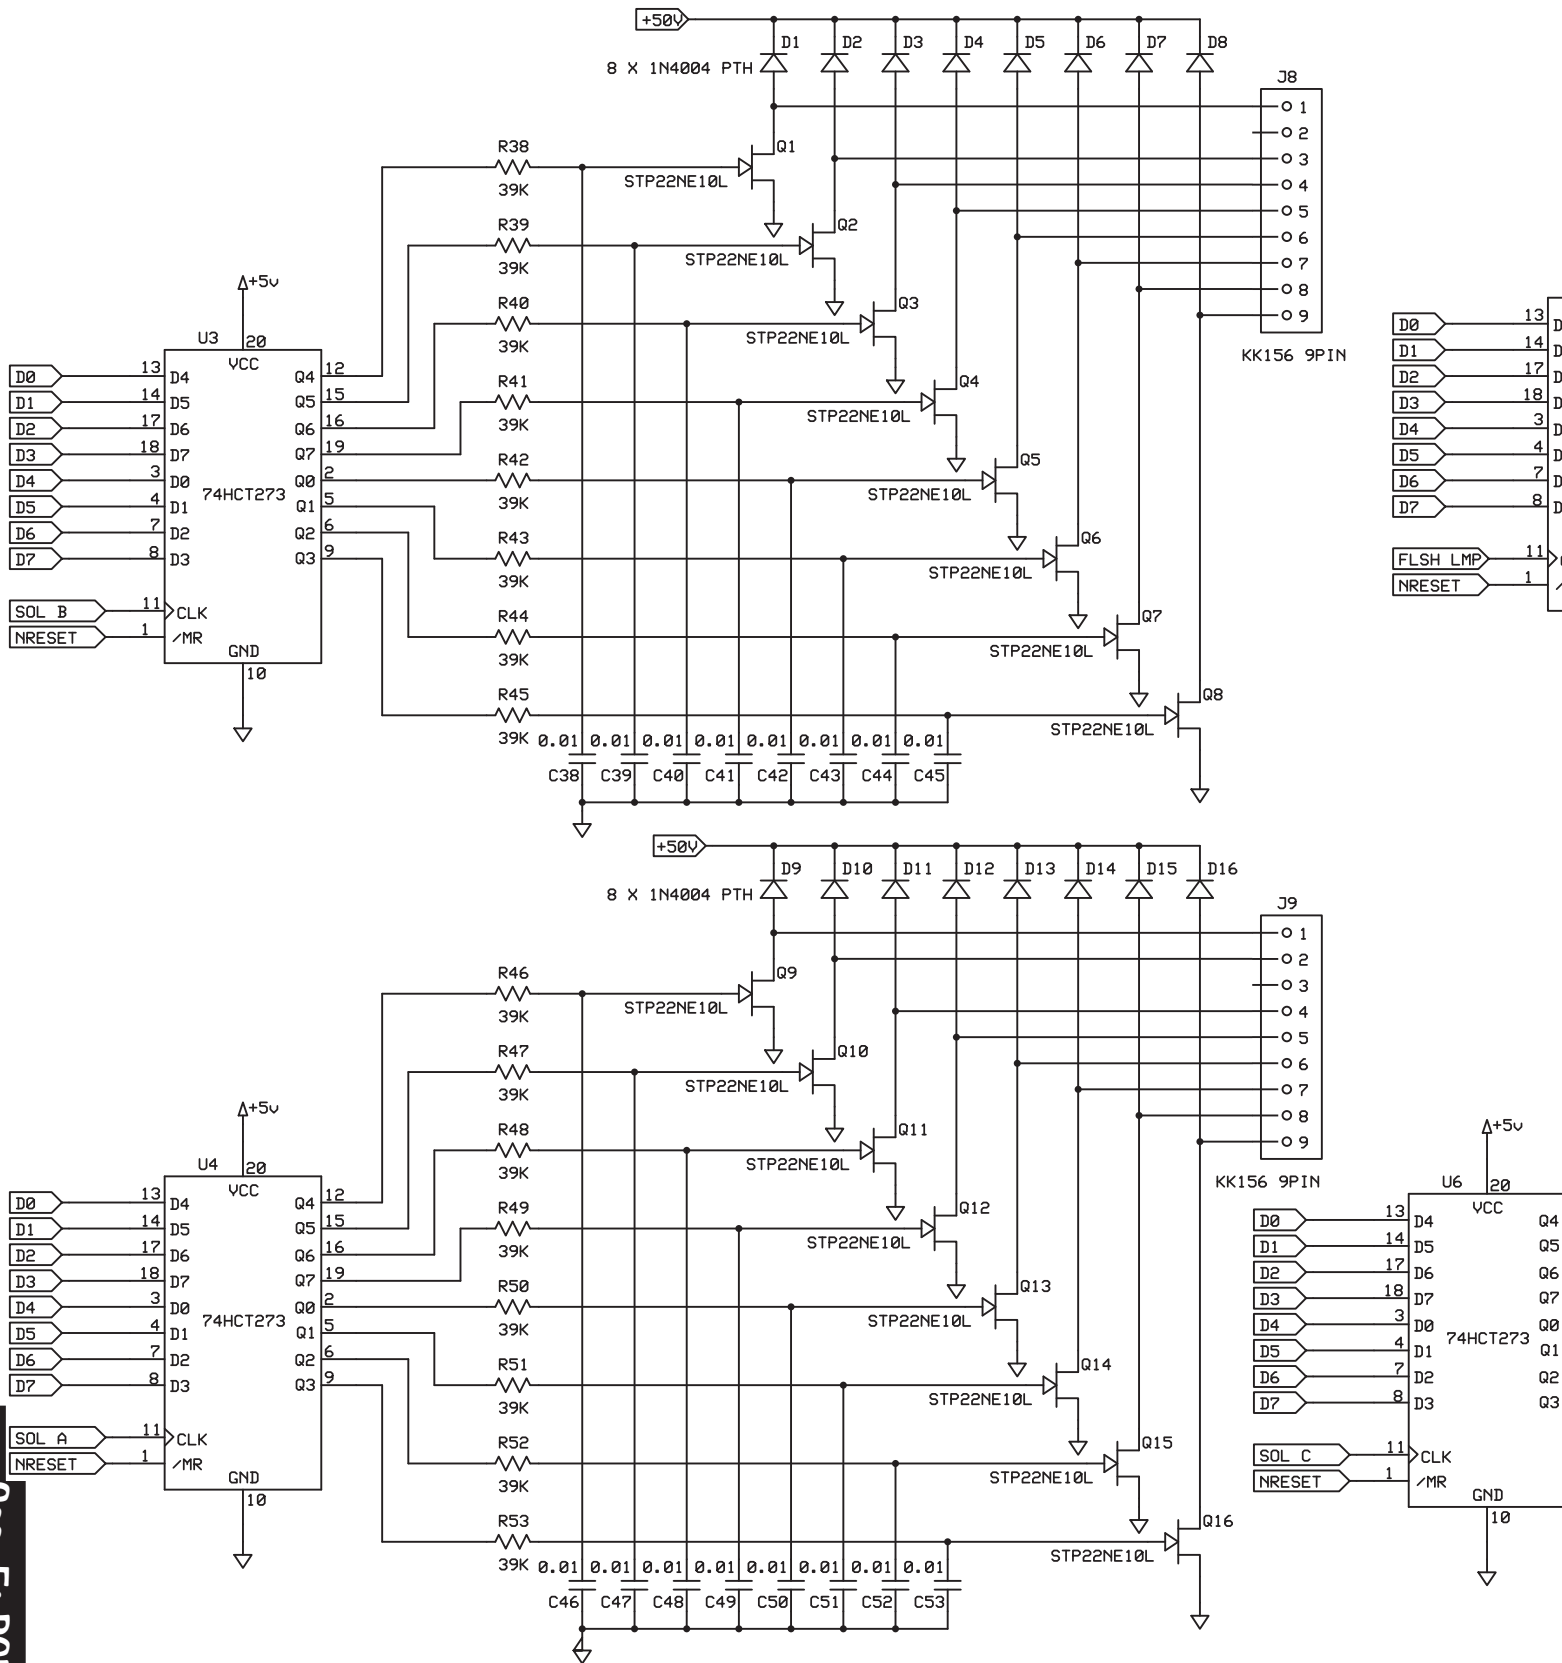 +50V
D1 D2 D3 D4 D5 D6 D7 D8
8 X 1N4004 PTH
J8
1
2
3
4
5
6
7
8
9
KK156 9PIN
R38
39K
STP22NE10L
Q1
R39
39K
STP22NE10L
Q2
R40
39K
STP22NE10L
Q3
R41
39K
STP22NE10L
Q4
R42
39K
STP22NE10L
Q5
R43
39K
STP22NE10L
Q6
R44
39K
STP22NE10L
Q7
R45
39K
STP22NE10L
Q8
+5v
U3 20
VCC
D0 13 D4 Q4 12
D1 14 D5 Q5 15
D2 17 D6 Q6 16
D3 18 D7 Q7 19
D4 3 D0 Q0 2
74HCT273
D5 4 D1 Q1 5
D6 7 D2 Q2 6
D7 8 D3 Q3 9
SOL B 11 CLK
NRESET 1 /MR
GND
10
0.01 0.01 0.01 0.01 0.01 0.01 0.01 0.01
C38 C39 C40 C41 C42 C43 C44 C45
D0 13 D
D1 14 D
D2 17 D
D3 18 D
D4 3 D
D5 4 D
D6 7 D
D7 8 D
FLSH LMP 11
NRESET 1 /
+50V
D9 D10 D11 D12 D13 D14 D15 D16
8 X 1N4004 PTH
J9
1
2
3
4
5
6
7
8
9
KK156 9PIN
R46
39K
STP22NE10L
Q9
R47
39K
STP22NE10L
Q10
R48
39K
STP22NE10L
Q11
R49
39K
STP22NE10L
Q12
R50
39K
STP22NE10L
Q13
R51
39K
STP22NE10L
Q14
R52
39K
STP22NE10L
Q15
R53
39K
STP22NE10L
Q16
+5v
U4 20
VCC
D0 13 D4 Q4 12
D1 14 D5 Q5 15
D2 17 D6 Q6 16
D3 18 D7 Q7 19
D4 3 D0 Q0 2
74HCT273
D5 4 D1 Q1 5
D6 7 D2 Q2 6
D7 8 D3 Q3 9
SOL A 11 CLK
NRESET 1 /MR
GND
10
0.01 0.01 0.01 0.01 0.01 0.01 0.01 0.01
C46 C47 C48 C49 C50 C51 C52 C53
+5v
U6 20
VCC
D0 13 D4 Q4
D1 14 D5 Q5
D2 17 D6 Q6
D3 18 D7 Q7
D4 3 D0 Q0
74HCT273
D5 4 D1 Q1
D6 7 D2 Q2
D7 8 D3 Q3
SOL C 11 CLK
NRESET 1 /MR
GND
10